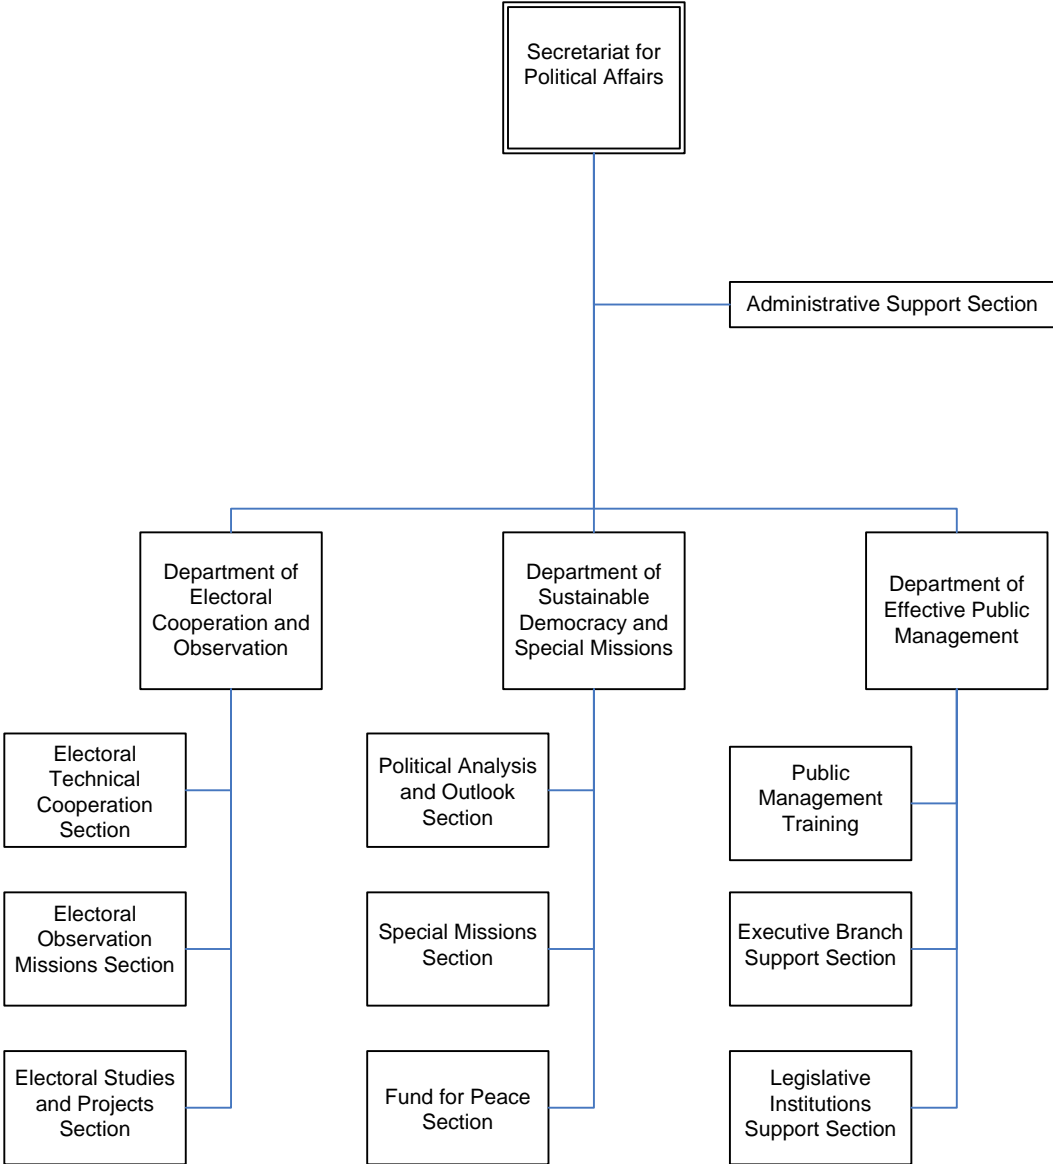 Secretariat for
Political Affairs
Administrative Support Section
Department of
Electoral
Cooperation and
Observation
Department of
Sustainable
Democracy and
Special Missions
Department of
Effective Public
Management
Electoral
Technical
Cooperation
Section
Political Analysis
and Outlook
Section
Public
Management
Training
Electoral
Observation
Missions Section
Special Missions
Section
Executive Branch
Support Section
Electoral Studies
and Projects
Section
Fund for Peace
Section
Legislative
Institutions
Support Section